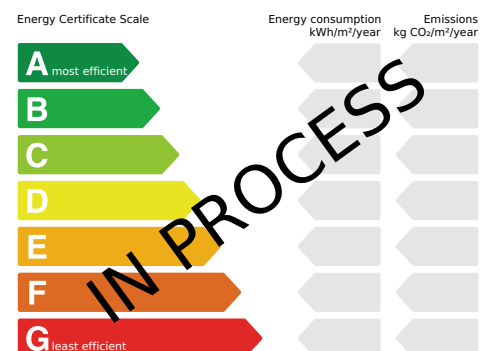 Energy Certificate Scale
Energy consumption
kWh/m²/year
Emissions
kg CO₂/m²/year
A most efficient
B
C
D
E
F
G least efficient
IN PROCESS